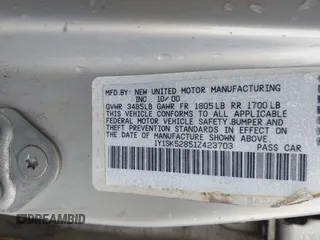 MFD BY NEW UNITED MOTOR MANUFACTURING
INC 10/00
GVWR 3485LB GAWR FR 1805LB RR 1700LB
THIS VEHICLE CONFORMS TO ALL APPLICABLE
FEDERAL MOTOR VEHICLE SAFETY, BUMPER, AND
THEFT PREVENTION STANDARDS IN EFFECT ON
THE DATE OF MANUFACTURE SHOWN ABOVE.
1Y1SK52851Z423703 PASS CAR
DREAMBID